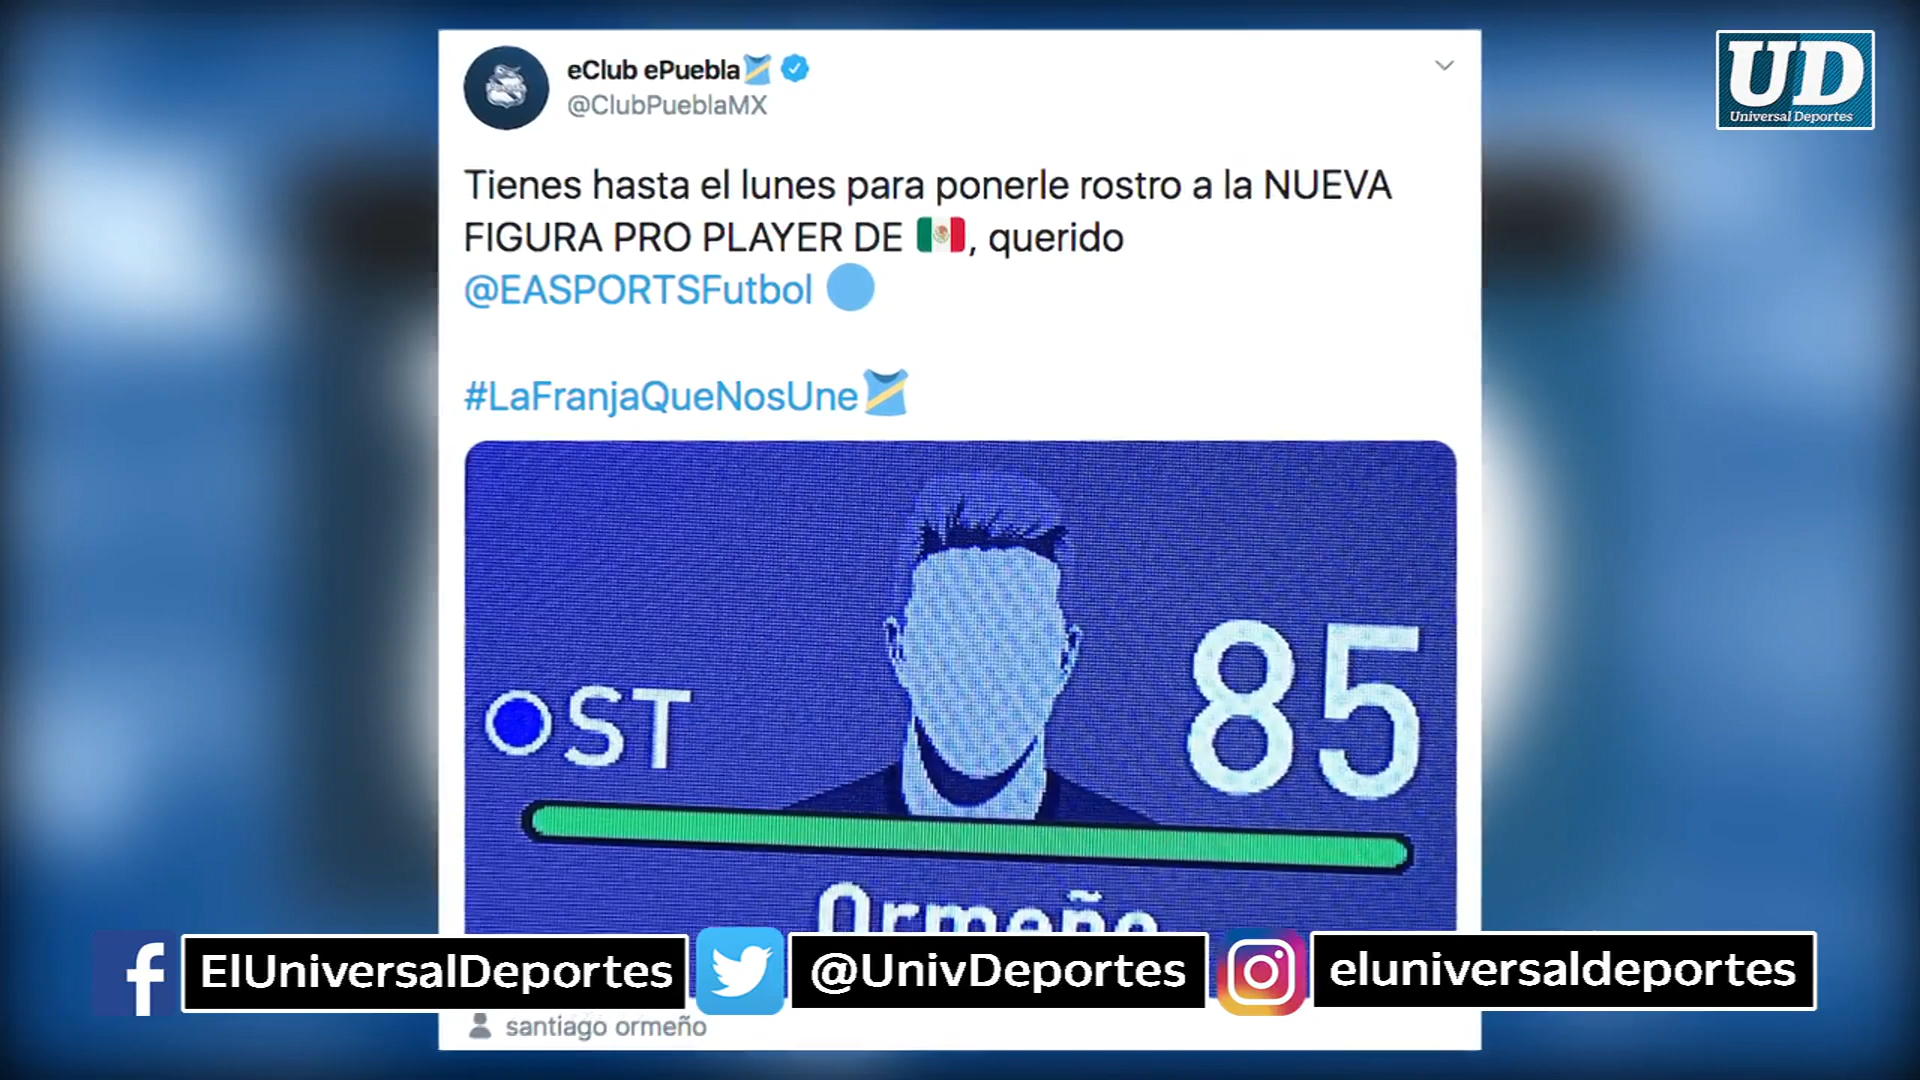 eClub ePuebla
@ClubPueblaMX
UD
Universal Deportes
Tienes hasta el lunes para ponerle rostro a la NUEVA
FIGURA PRO PLAYER DE 🇲🇽, querido
@EASPORTSFutbol 🔵
#LaFranjaQueNosUne
ST
85
Ormeño
ElUniversalDeportes
@UnivDeportes
eluniversaldeportes
santiago ormeño